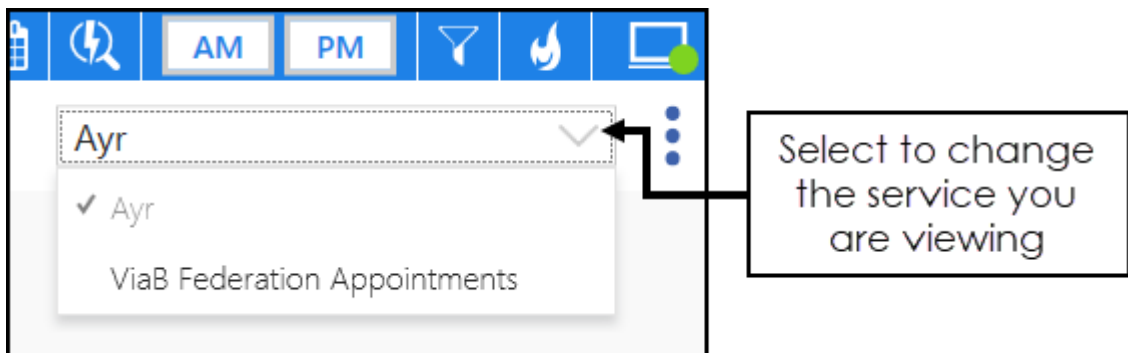 AM PM
Ayr
Ayr
ViaB Federation Appointments
Select to change
the service you
are viewing